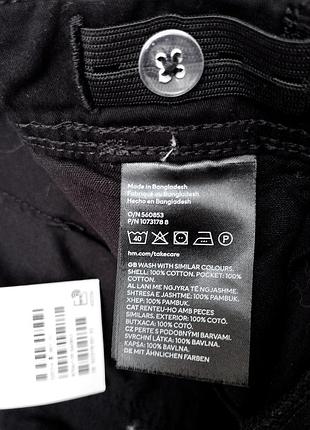 Made in Bangladesh
Fabriqué au Bangladesh
Hecho en Bangladesh
O/N 560853
P/N 1073178 8
40
P
hm.com/takecare
GB WASH WITH SIMILAR COLOURS.
SHELL: 100% COTTON. POCKET: 100%
COTTON.
AL LANI ME NGJYRA TË NGJASHME.
SHTRESA E JASHTME: 100% PAMBUK.
XHEP: 100% PAMBUK.
CAT RENTEU-HO AMB PECES
SIMILARS. EXTERIOR: 100% COTÓ.
BUTXACA: 100% COTÓ.
CZ PERTE S PODOBNÝMI BARVAMI.
SVRCHNÍ LÁTKA: 100% BAVLNA.
KAPSA: 100% BAVLNA.
DE MIT ÄHNLICHEN FARBEN